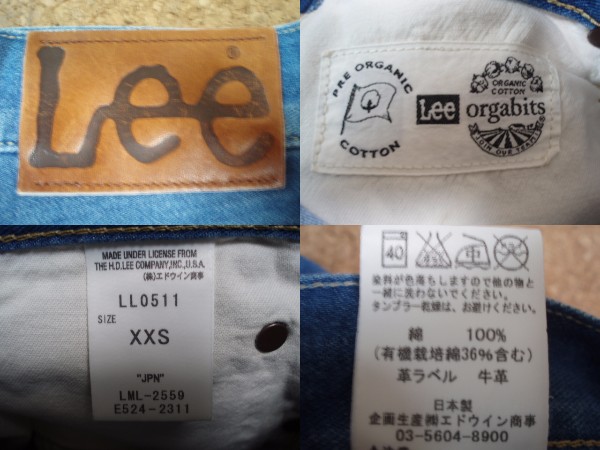 Lee
®
PRE ORGANIC
COTTON
Lee
ORGANIC
COTTON
orgabits
JOIN OUR TEAM!
MADE UNDER LICENSE FROM
THE H.D.LEE COMPANY,INC.,U.S.A.
(株)エドウイン商事
LL0511
SIZE
XXS
"JPN"
LML-2559
E524-2311
40
中
染料が色落ちしますので他の物と
一緒に洗わないでください。
タンブラー乾燥は、お避けください。
綿 100%
(有機栽培綿36%含む)
革ラベル 牛革
日本製
企画生産㈱エドウイン商事
03-5604-8900